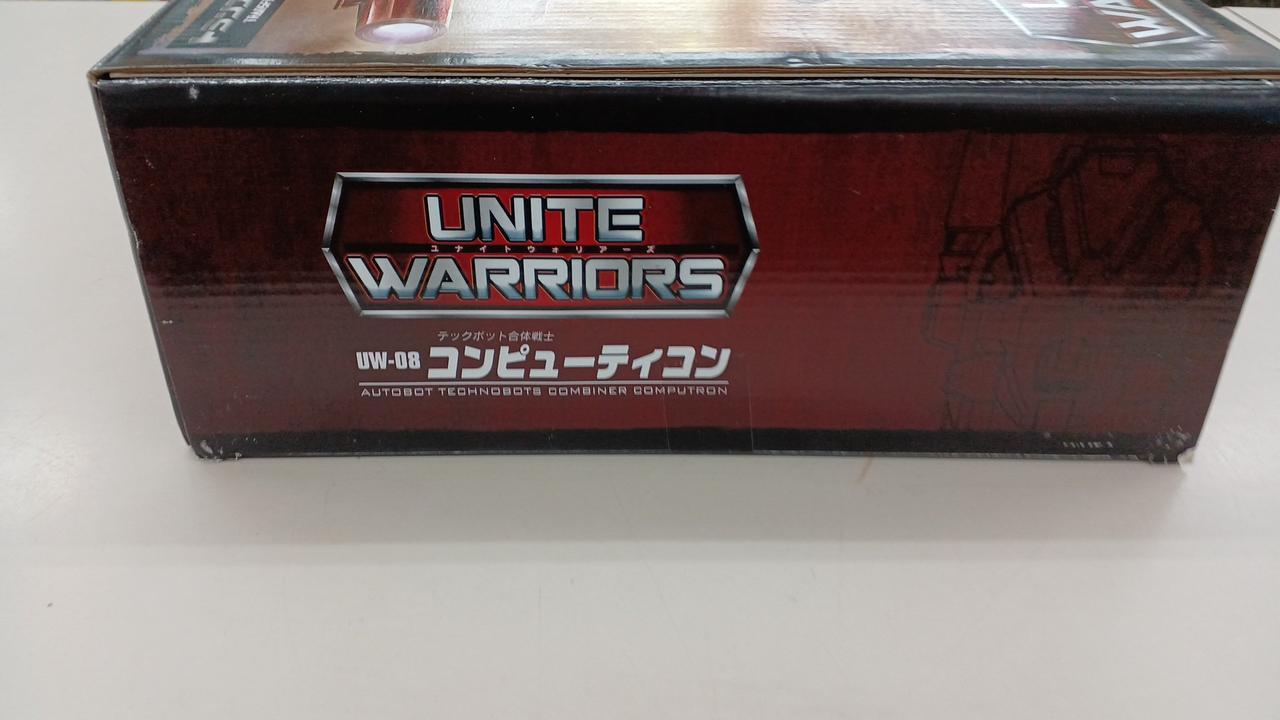 UNITE
ユナイトウォリアーズ
WARRIORS
テックボット合体戦士
UW-08 コンピューティコン
AUTOBOT TECHNOBOTS COMBINER COMPUTRON